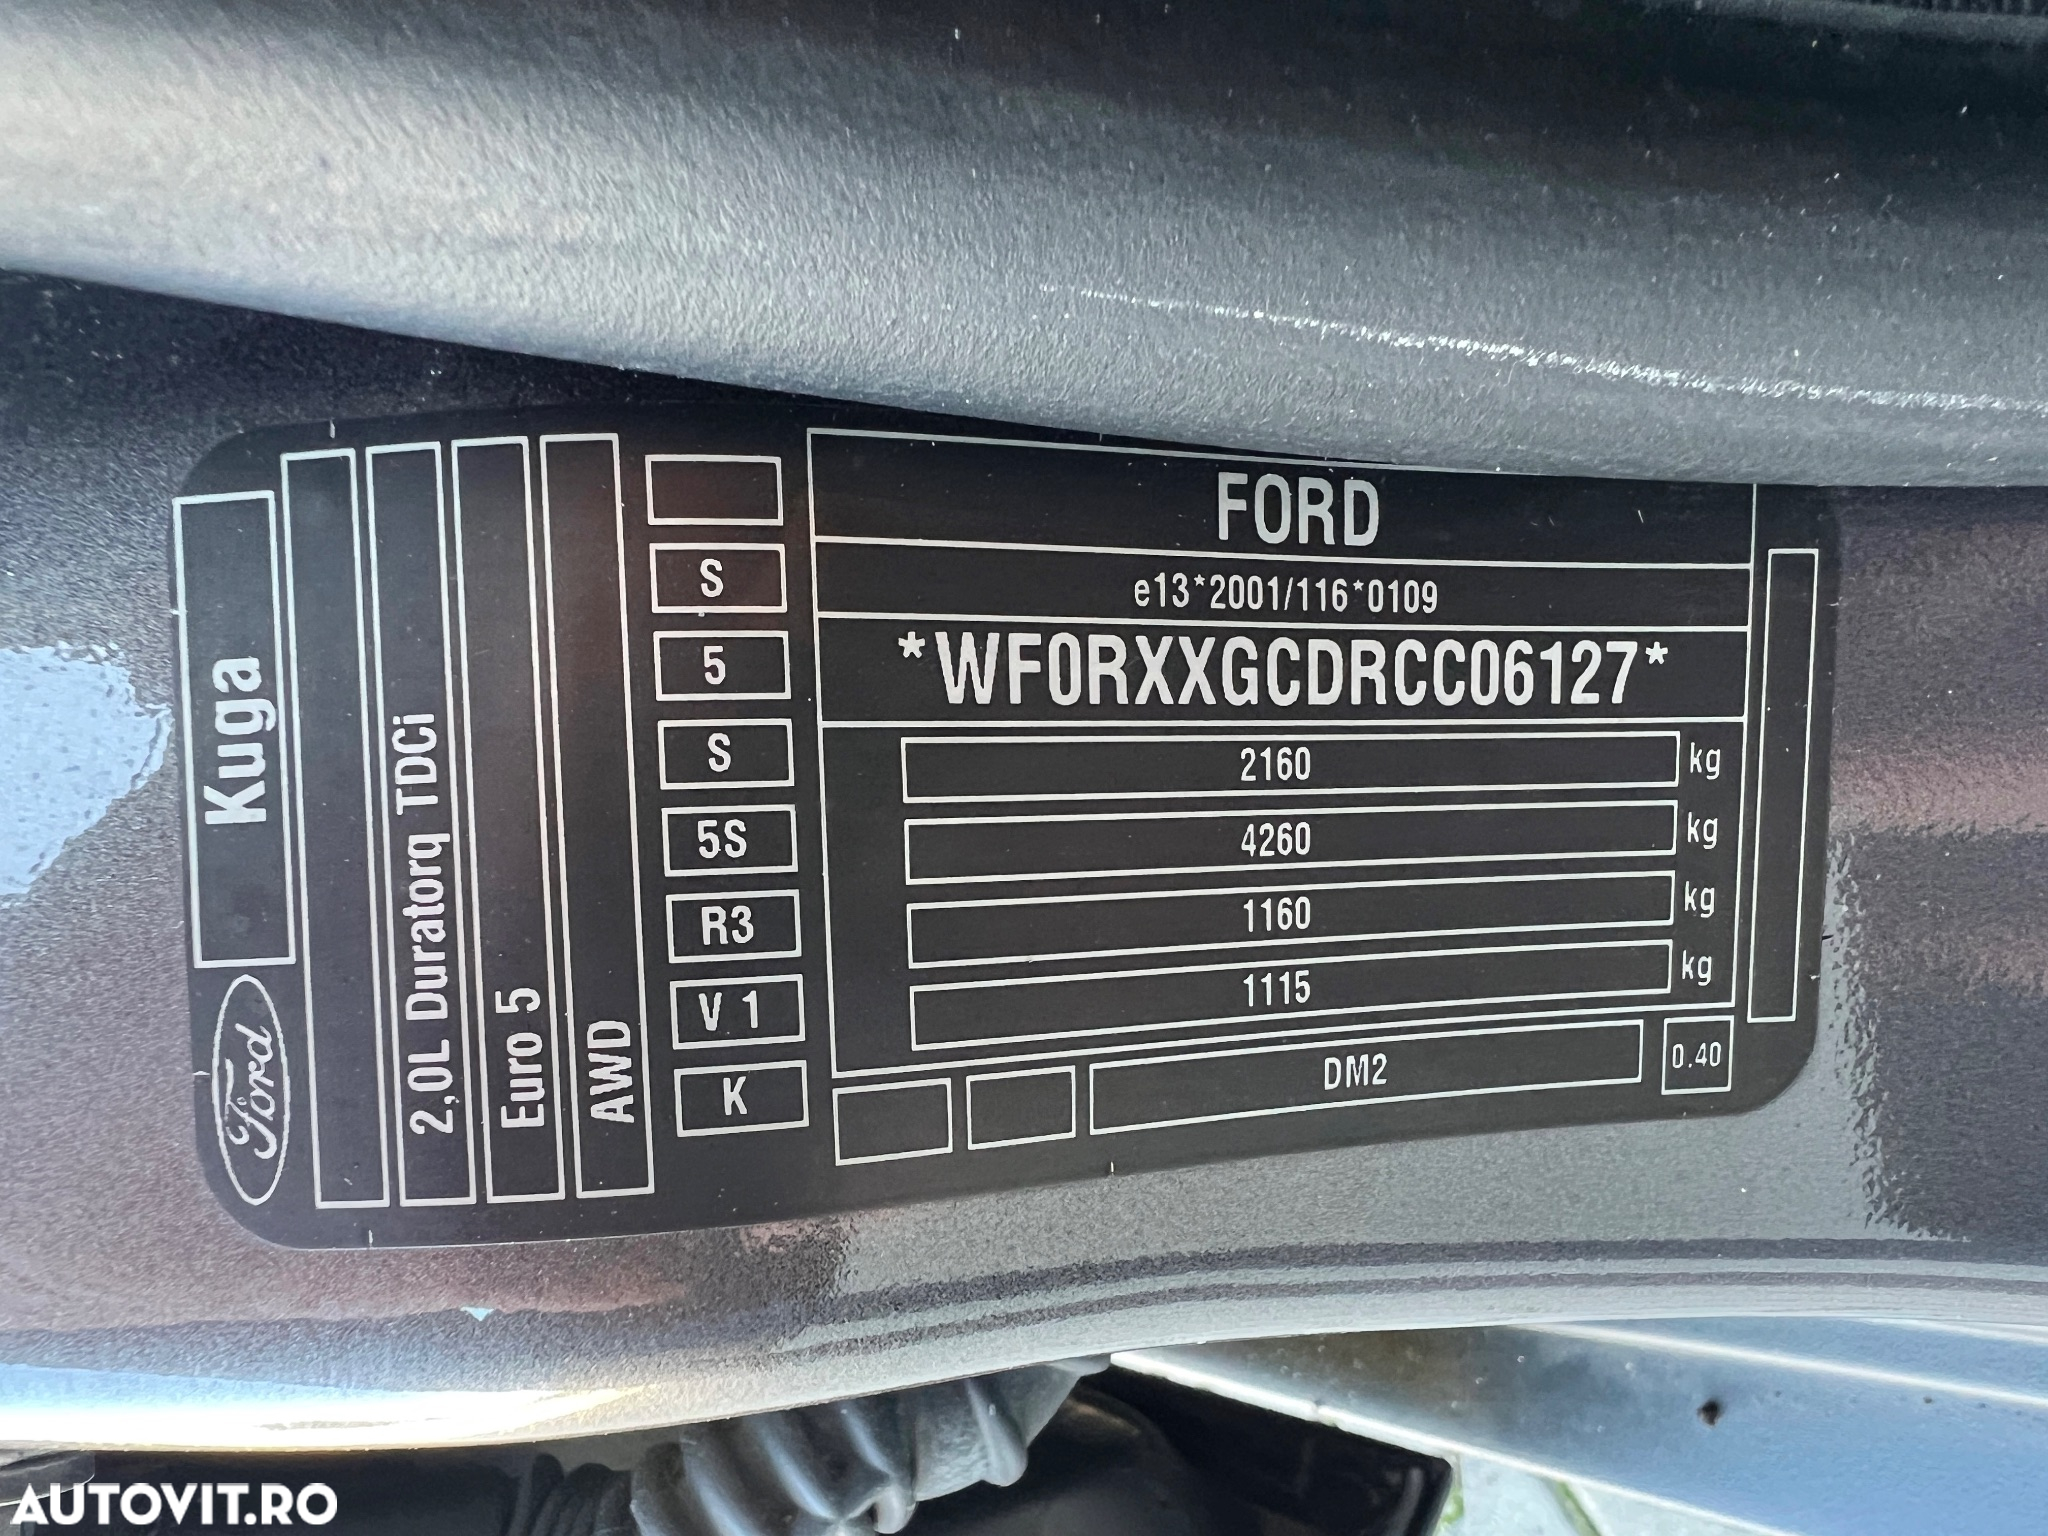 Ford
Kuga
2,0L Duratorq TDCi
Euro 5
AWD
S
5
S
5S
R3
V 1
K
FORD
e13*2001/116*0109
*WF0RXXGCDRCC06127*
2160 kg
4260 kg
1160 kg
1115 kg
DM2
0.40
AUTOVIT.RO